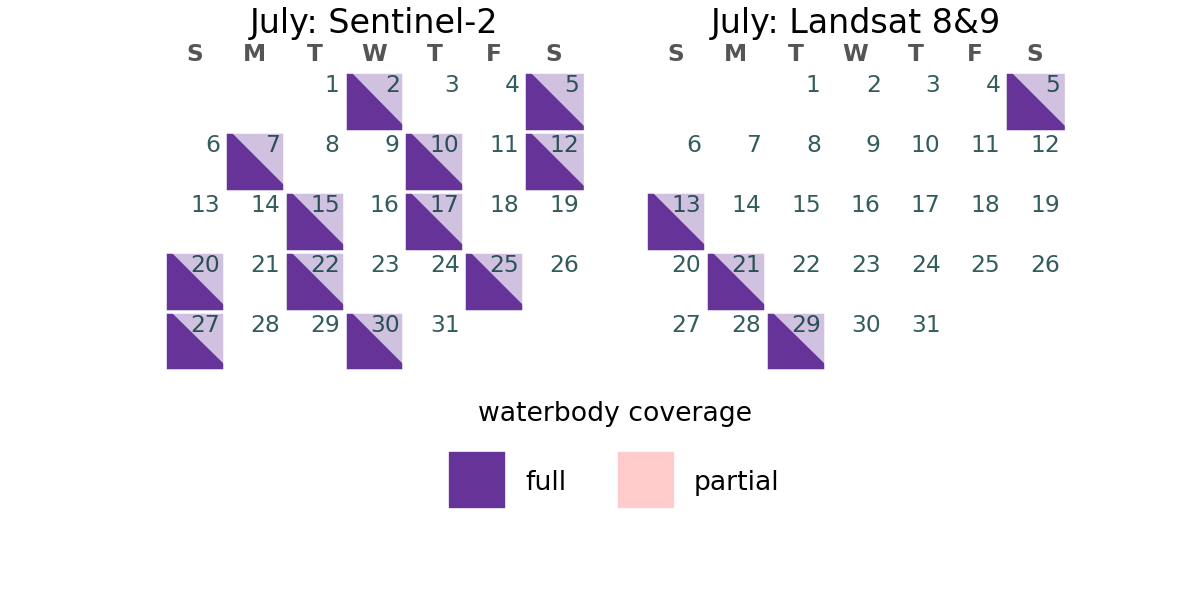 July: Sentinel-2
S M T W T F S
1 2 3 4 5
6 7 8 9 10 11 12
13 14 15 16 17 18 19
20 21 22 23 24 25 26
27 28 29 30 31
July: Landsat 8&9
S M T W T F S
1 2 3 4 5
6 7 8 9 10 11 12
13 14 15 16 17 18 19
20 21 22 23 24 25 26
27 28 29 30 31
waterbody coverage
full partial